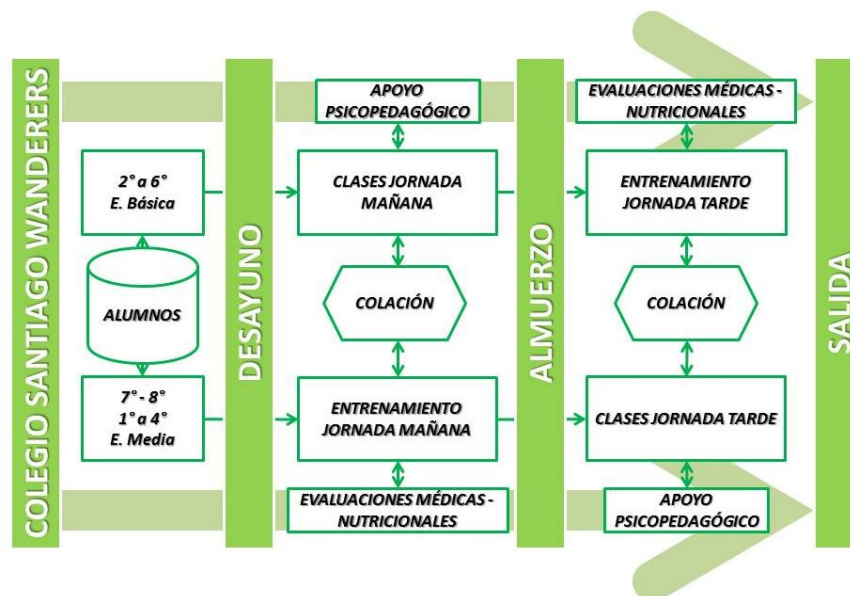 COLEGIO SANTIAGO WANDERERS
2° a 6°
E. Básica
ALUMNOS
7° - 8°
1° a 4°
E. Media
DESAYUNO
APOYO
PSICOPEDAGÓGICO
CLASES JORNADA
MAÑANA
COLACIÓN
ENTRENAMIENTO
JORNADA MAÑANA
EVALUACIONES MÉDICAS -
NUTRICIONALES
ALMUERZO
EVALUACIONES MÉDICAS -
NUTRICIONALES
ENTRENAMIENTO
JORNADA TARDE
COLACIÓN
CLASES JORNADA TARDE
APOYO
PSICOPEDAGÓGICO
SALIDA